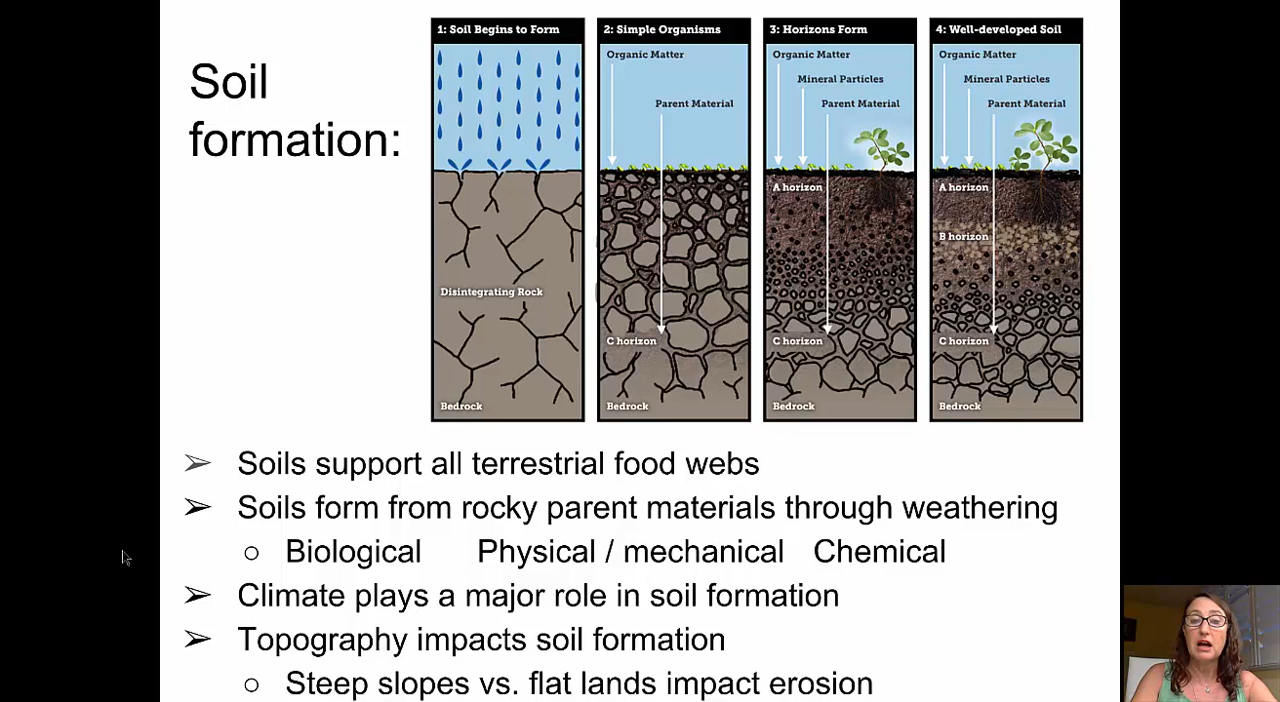 Soil
formation:
1: Soil Begins to Form
Disintegrating Rock
Bedrock
2: Simple Organisms
Organic Matter
Parent Material
C horizon
Bedrock
3: Horizons Form
Organic Matter
Mineral Particles
Parent Material
A horizon
C horizon
Bedrock
4: Well-developed Soil
Organic Matter
Mineral Particles
Parent Material
A horizon
B horizon
C horizon
Bedrock
➢ Soils support all terrestrial food webs
➢ Soils form from rocky parent materials through weathering
○ Biological Physical / mechanical Chemical
➢ Climate plays a major role in soil formation
➢ Topography impacts soil formation
○ Steep slopes vs. flat lands impact erosion